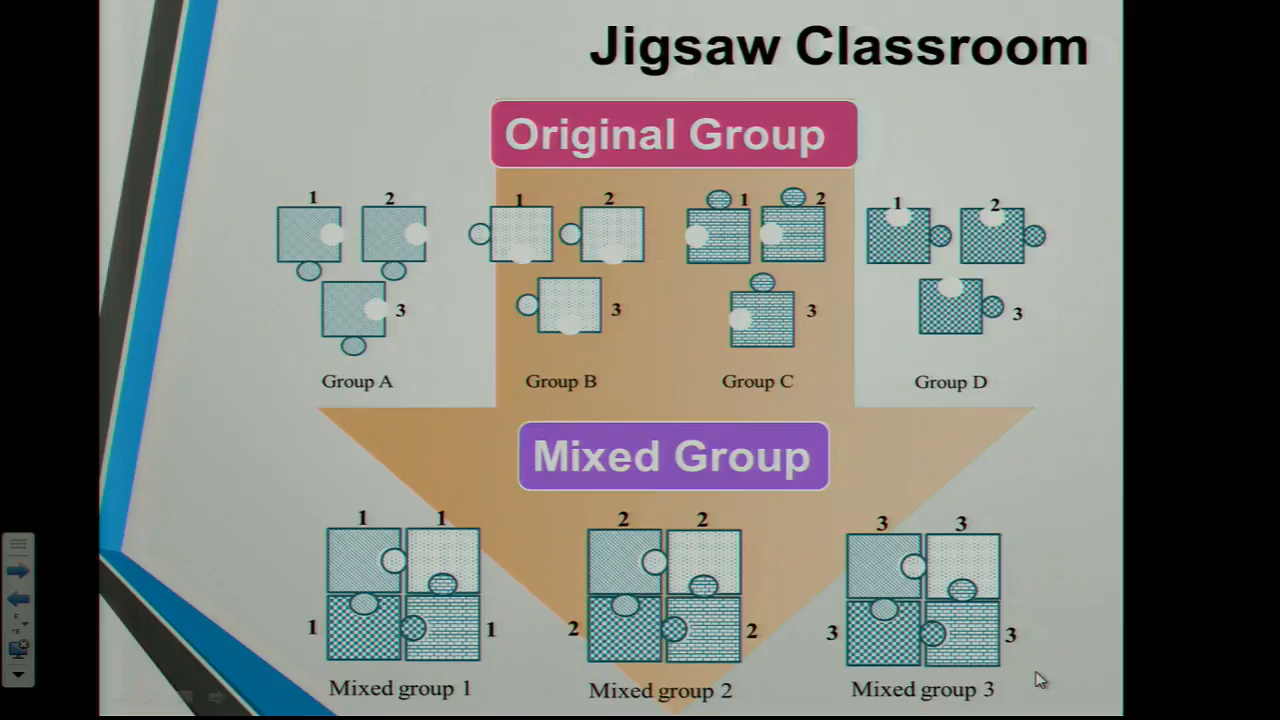 Jigsaw Classroom
Original Group
1 2 1 2 1 2 1 2
3 3 3 3
Group A Group B Group C Group D
Mixed Group
1 1 2 2 3 3
1 1 2 2 3 3
Mixed group 1 Mixed group 2 Mixed group 3